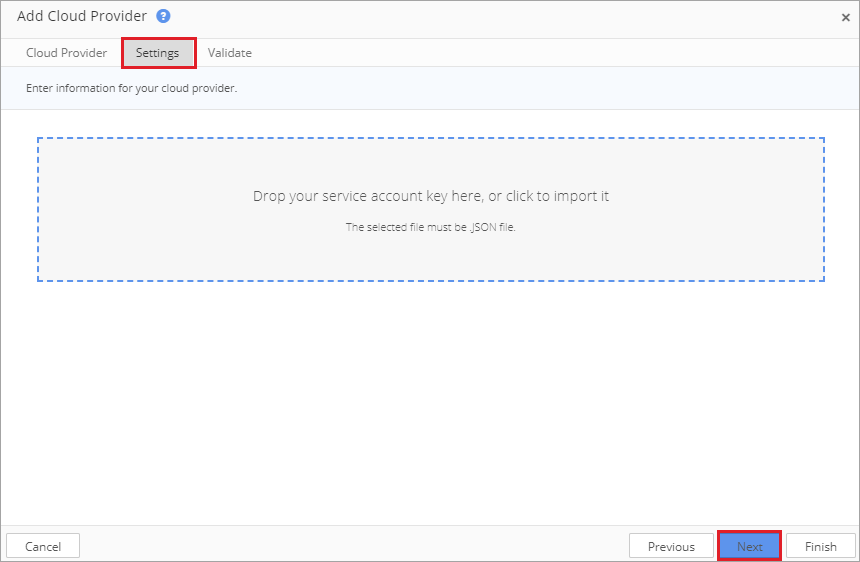 Add Cloud Provider ?
Cloud Provider Settings Validate
Enter information for your cloud provider.
Drop your service account key here, or click to import it
The selected file must be .JSON file.
Cancel Previous Next Finish